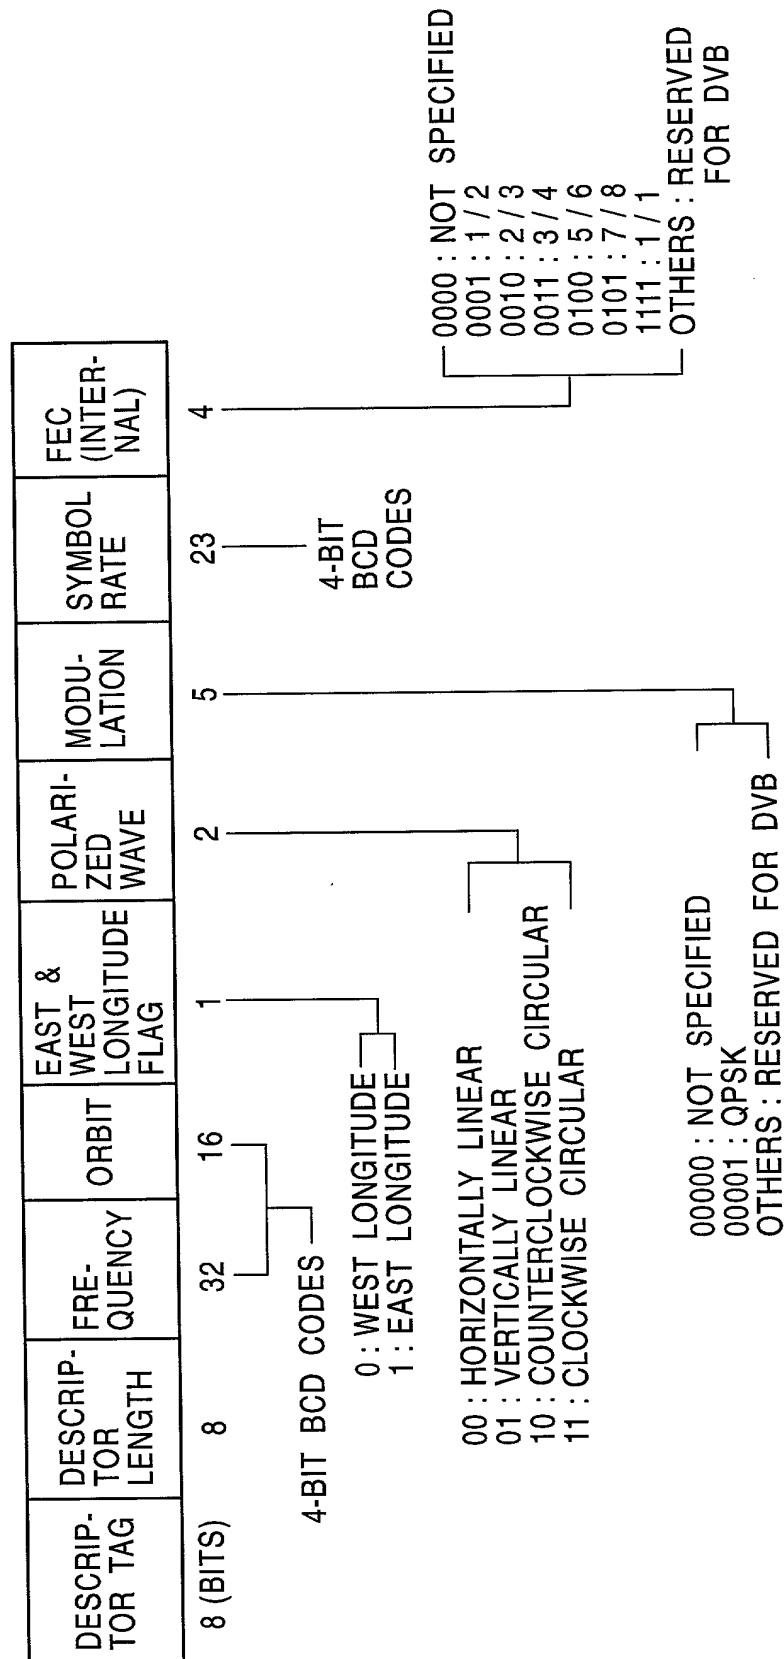 DESCRIP-
TOR TAG
DESCRIP-
TOR
LENGTH
FRE-
QUENCY
ORBIT
EAST &
WEST
LONGITUDE
FLAG
POLARI-
ZED
WAVE
MODU-
LATION
SYMBOL
RATE
FEC
(INTER-
NAL)
8 (BITS)
8
32
16
1
2
5
23
4
4-BIT BCD CODES
0 : WEST LONGITUDE
1 : EAST LONGITUDE
00 : HORIZONTALLY LINEAR
01 : VERTICALLY LINEAR
10 : COUNTERCLOCKWISE CIRCULAR
11 : CLOCKWISE CIRCULAR
00000 : NOT SPECIFIED
00001 : QPSK
OTHERS : RESERVED FOR DVB
4-BIT
BCD
CODES
0000 : NOT SPECIFIED
0001 : 1 / 2
0010 : 2 / 3
0011 : 3 / 4
0100 : 5 / 6
0101 : 7 / 8
1111 : 1 / 1
OTHERS : RESERVED
FOR DVB